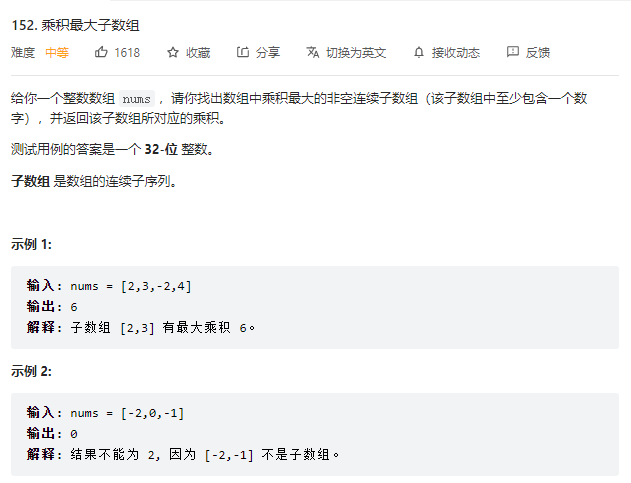 152. 乘积最大子数组
难度 中等 1618 收藏 分享 切换为英文 接收动态 反馈
给你一个整数数组 nums ，请你找出数组中乘积最大的非空连续子数组（该子数组中至少包含一个数
字），并返回该子数组所对应的乘积。
测试用例的答案是一个 32-位 整数。
子数组 是数组的连续子序列。
示例 1:
输入: nums = [2,3,-2,4]
输出: 6
解释: 子数组 [2,3] 有最大乘积 6。
示例 2:
输入: nums = [-2,0,-1]
输出: 0
解释: 结果不能为 2, 因为 [-2,-1] 不是子数组。